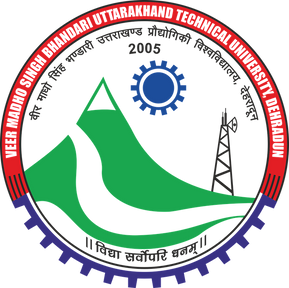 VEER MADHO SINGH BHANDARI UTTARAKHAND TECHNICAL UNIVERSITY, DEHRADUN
वीर माधो सिंह भण्डारी उत्तराखण्ड प्रौद्योगिकी विश्वविद्यालय, देहरादून
2005
॥ विद्या सर्वोपरि धनम् ॥